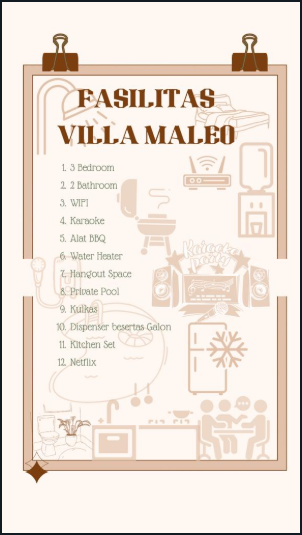 FASILITAS
VILLA MALEO
1. 3 Bedroom
2. 2 Bathroom
3. WIFI
4. Karaoke
5. Alat BBQ
6. Water Heater
7. Hangout Space
8. Private Pool
9. Kulkas
10. Dispenser besertas Galon
11. Kitchen Set
12. Netflix
Karaoke
party